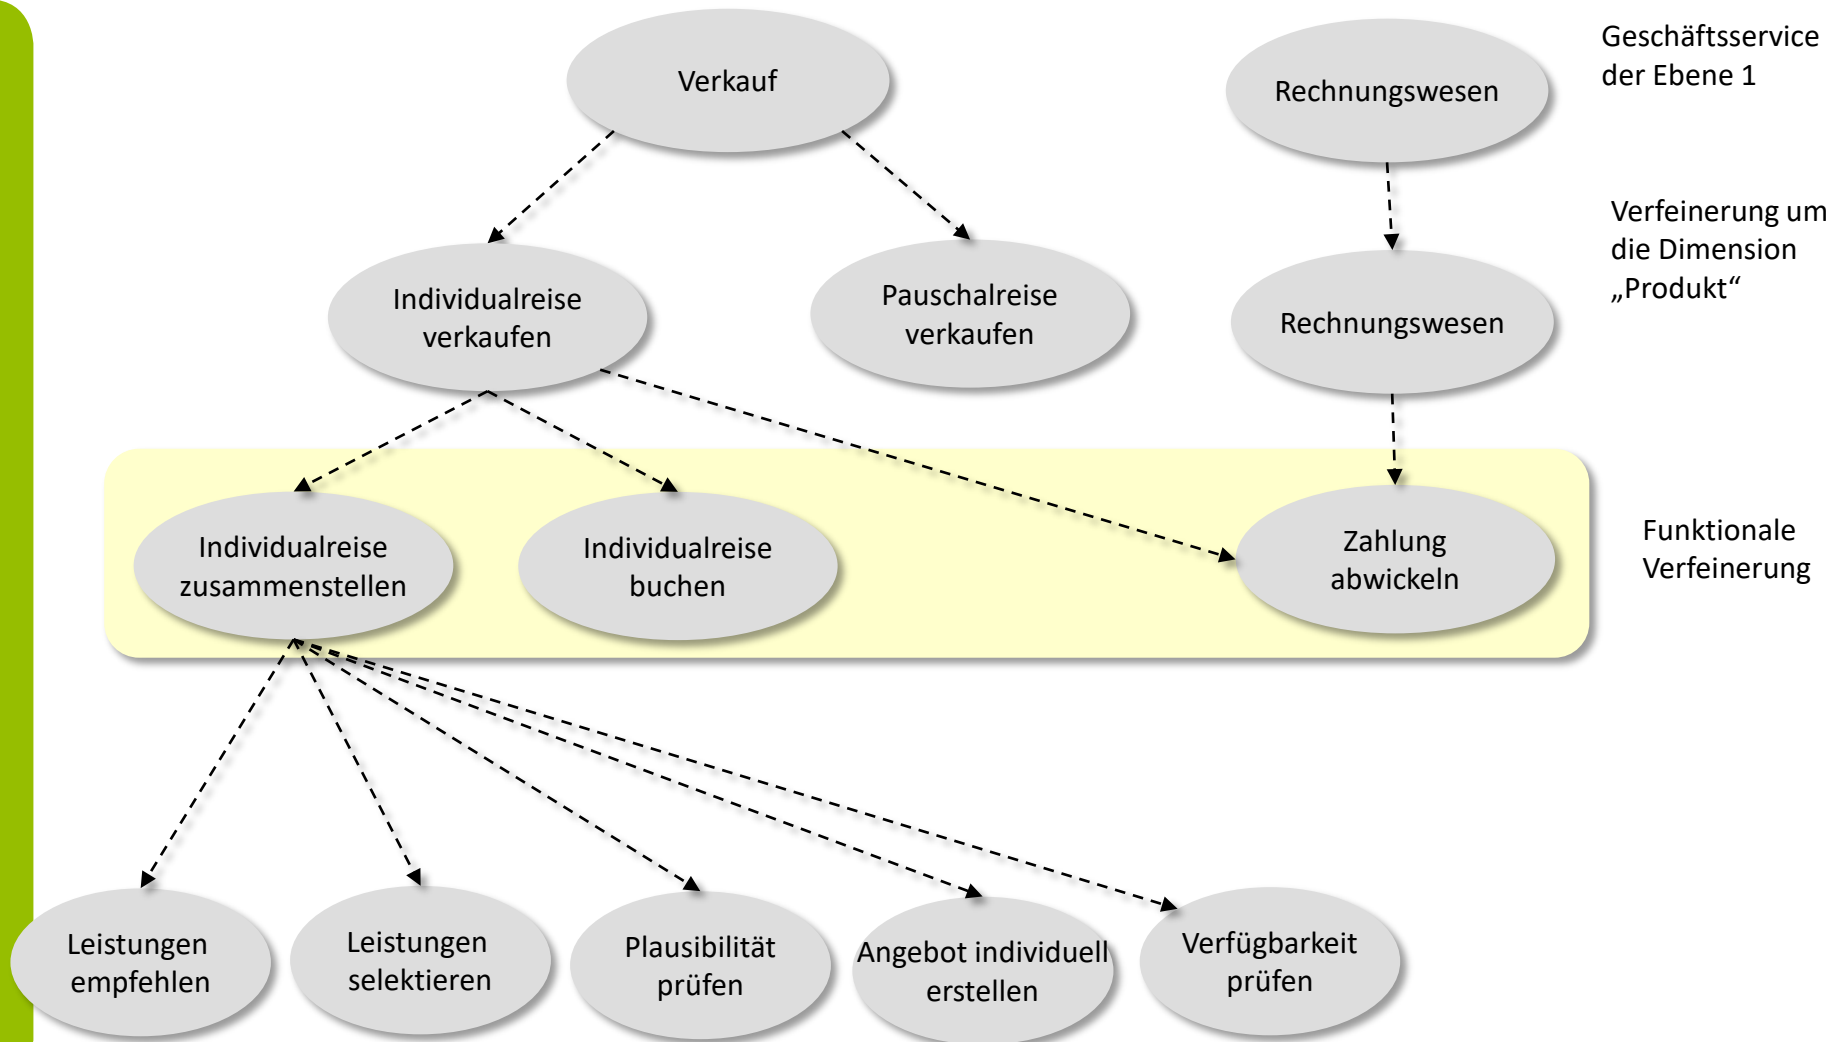 Verkauf
Rechnungswesen
Geschäftsservice
der Ebene 1
Individualreise
verkaufen
Pauschalreise
verkaufen
Rechnungswesen
Verfeinerung um
die Dimension
„Produkt“
Individualreise
zusammenstellen
Individualreise
buchen
Zahlung
abwickeln
Funktionale
Verfeinerung
Leistungen
empfehlen
Leistungen
selektieren
Plausibilität
prüfen
Angebot individuell
erstellen
Verfügbarkeit
prüfen